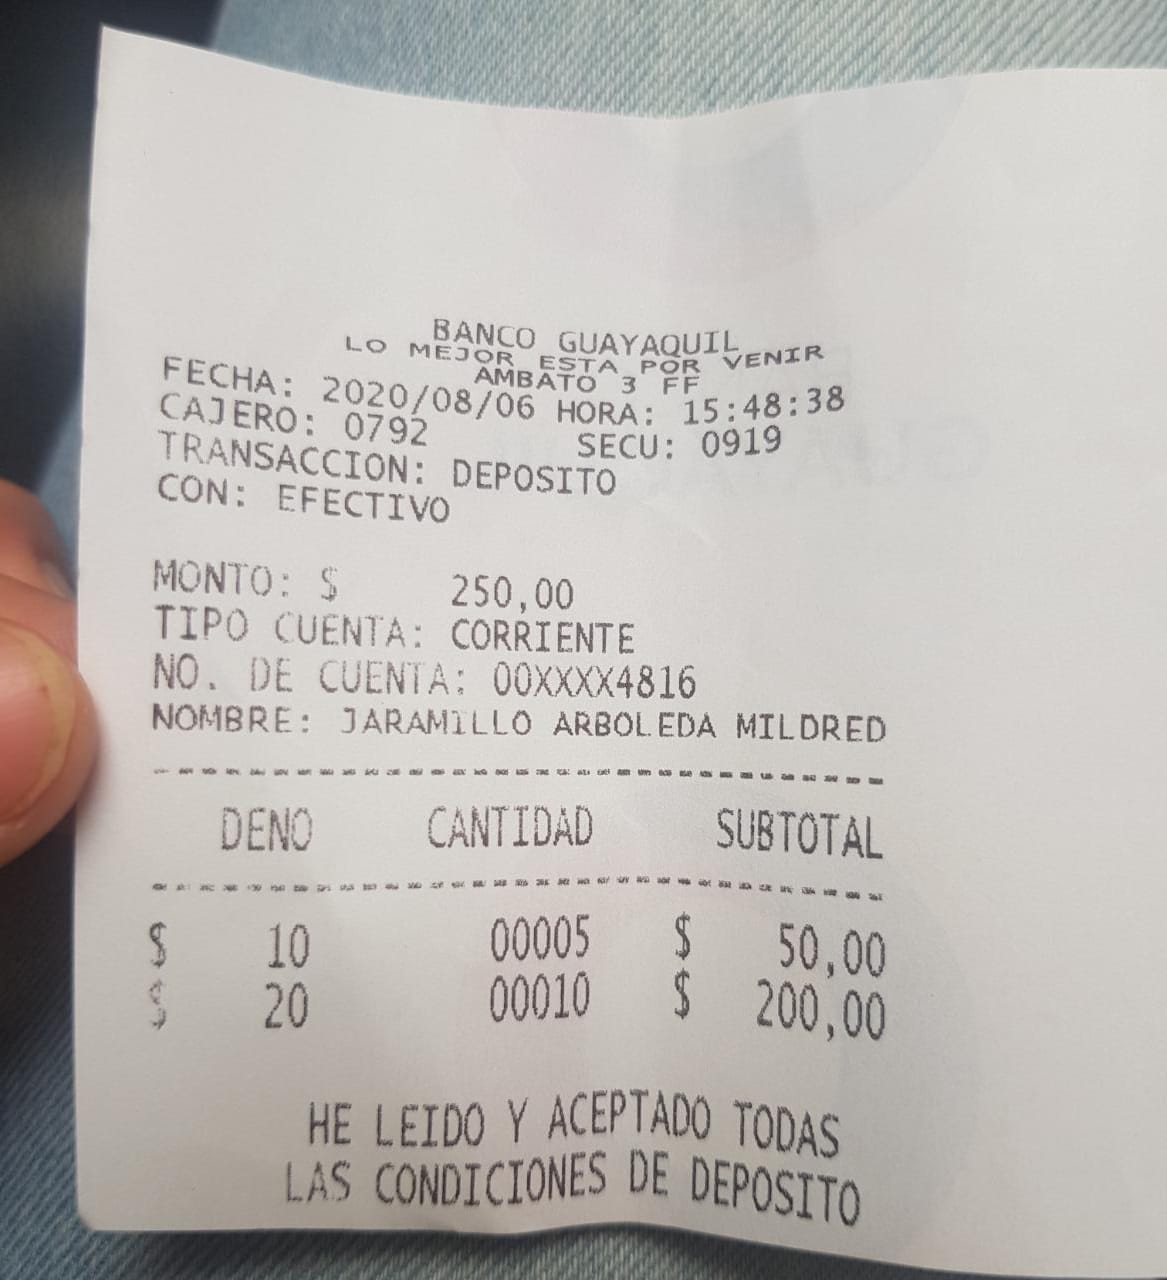 BANCO GUAYAQUIL
LO MEJOR ESTA POR VENIR
AMBATO 3 FF
FECHA: 2020/08/06 HORA: 15:48:38
CAJERO: 0792 SECU: 0919
TRANSACCION: DEPOSITO
CON: EFECTIVO
MONTO: $ 250,00
TIPO CUENTA: CORRIENTE
NO. DE CUENTA: 00XXXX4816
NOMBRE: JARAMILLO ARBOLEDA MILDRED
DENO CANTIDAD SUBTOTAL
$ 10 00005 $ 50,00
$ 20 00010 $ 200,00
HE LEIDO Y ACEPTADO TODAS
LAS CONDICIONES DE DEPOSITO